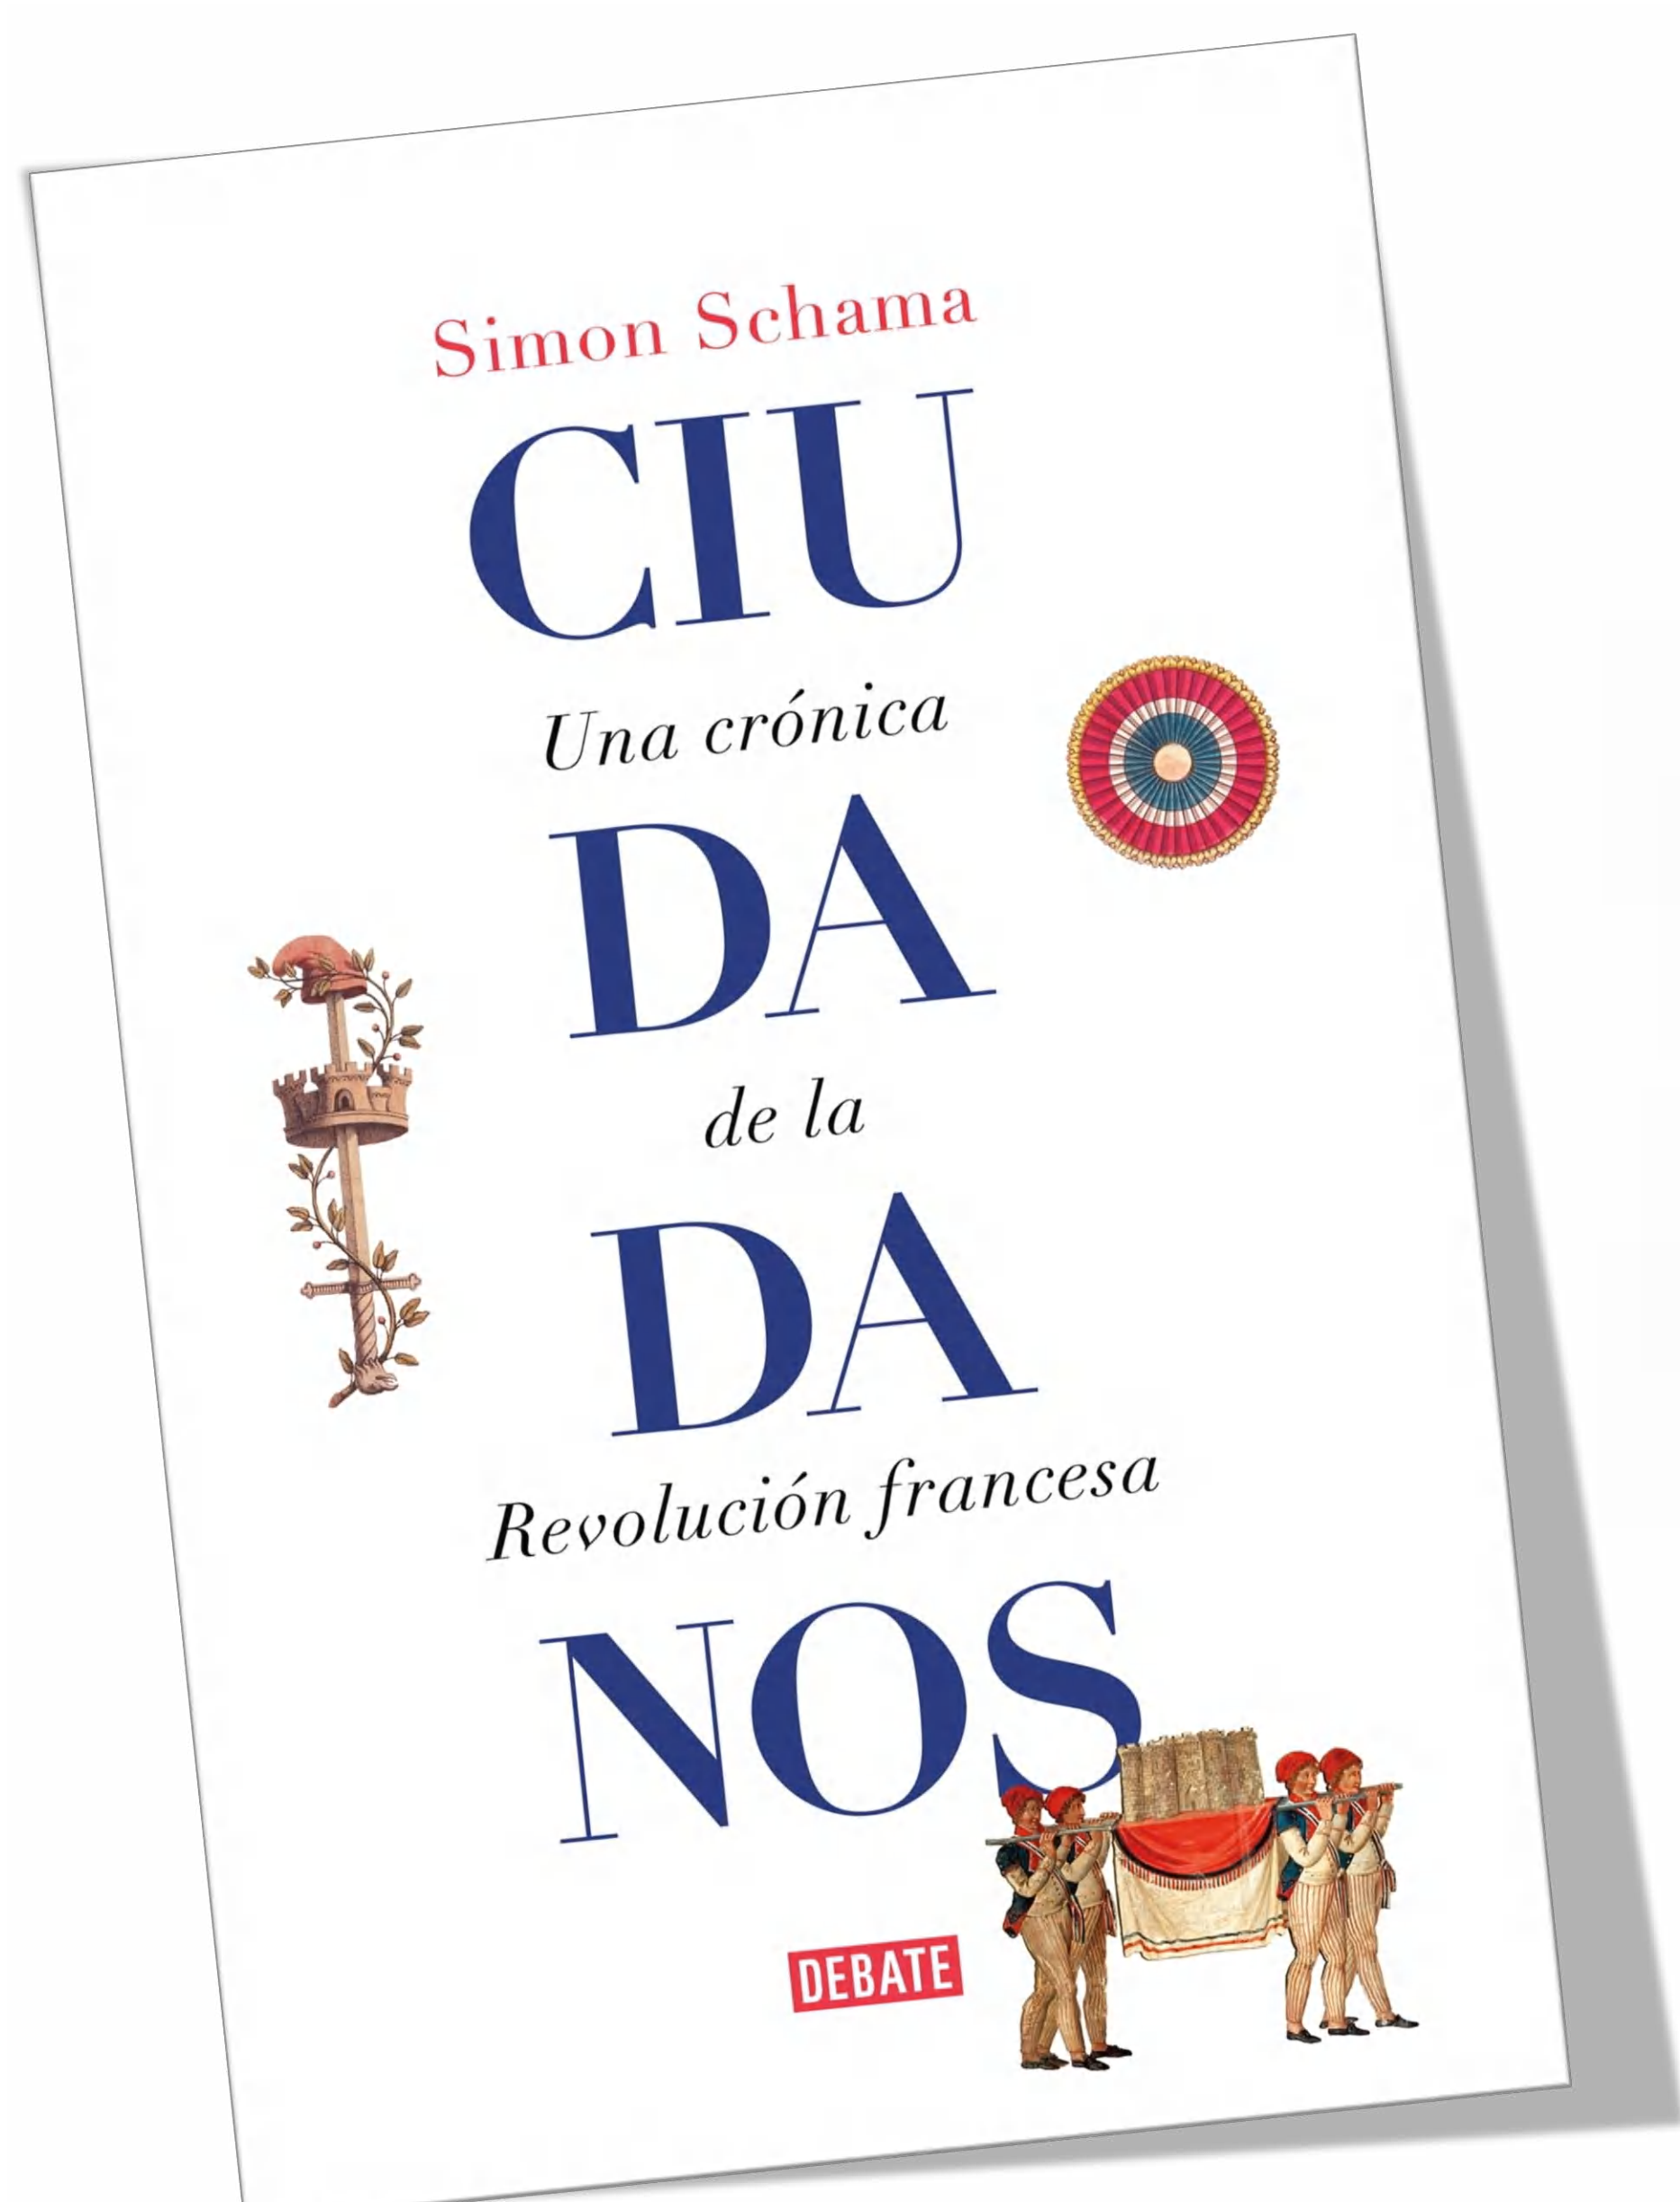 Simon Schama
CIU
Una crónica
DA
de la
DA
Revolución francesa
NOS
DEBATE